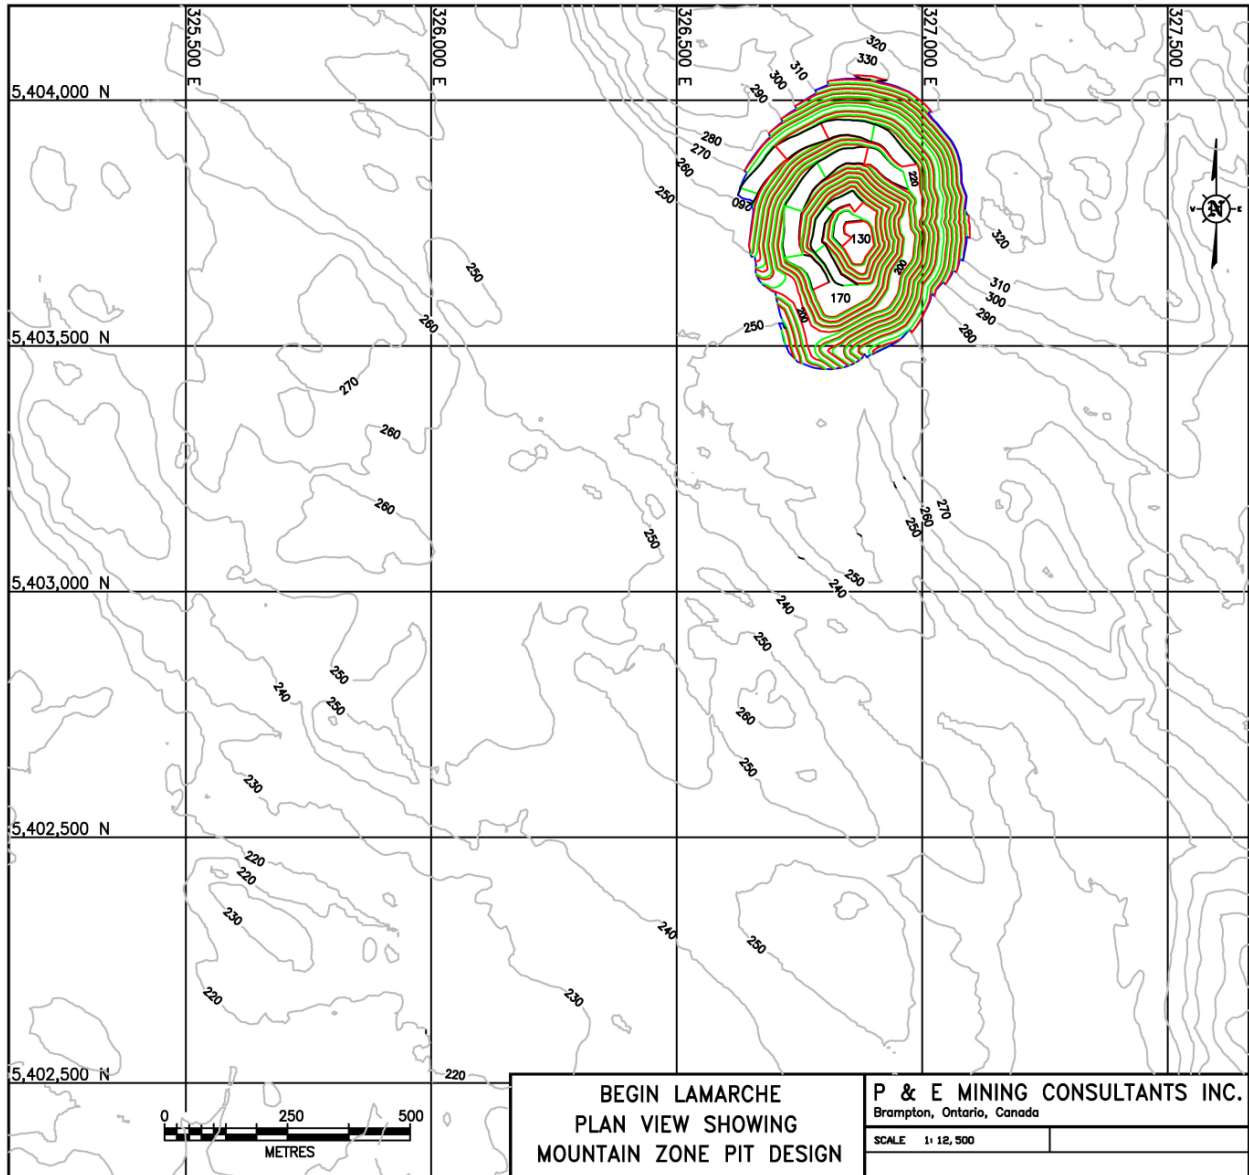 325,500 E
326,000 E
326,500 E
327,000 E
327,500 E
320
330
310
300
290
5,404,000 N
280
270
260
250
220
260
N
W
E
320
130
250
200
170
310
300
290
200
260
250
280
5,403,500 N
270
260
260
270
260
250
250
250
240
240
5,403,000 N
250
250
240
250
260
250
230
5,402,500 N
220
220
230
240
250
220
230
5,402,500 N
220
0 250 500
METRES
BEGIN LAMARCHE
PLAN VIEW SHOWING
MOUNTAIN ZONE PIT DESIGN
P & E MINING CONSULTANTS INC.
Brampton, Ontario, Canada
SCALE 1:12,500